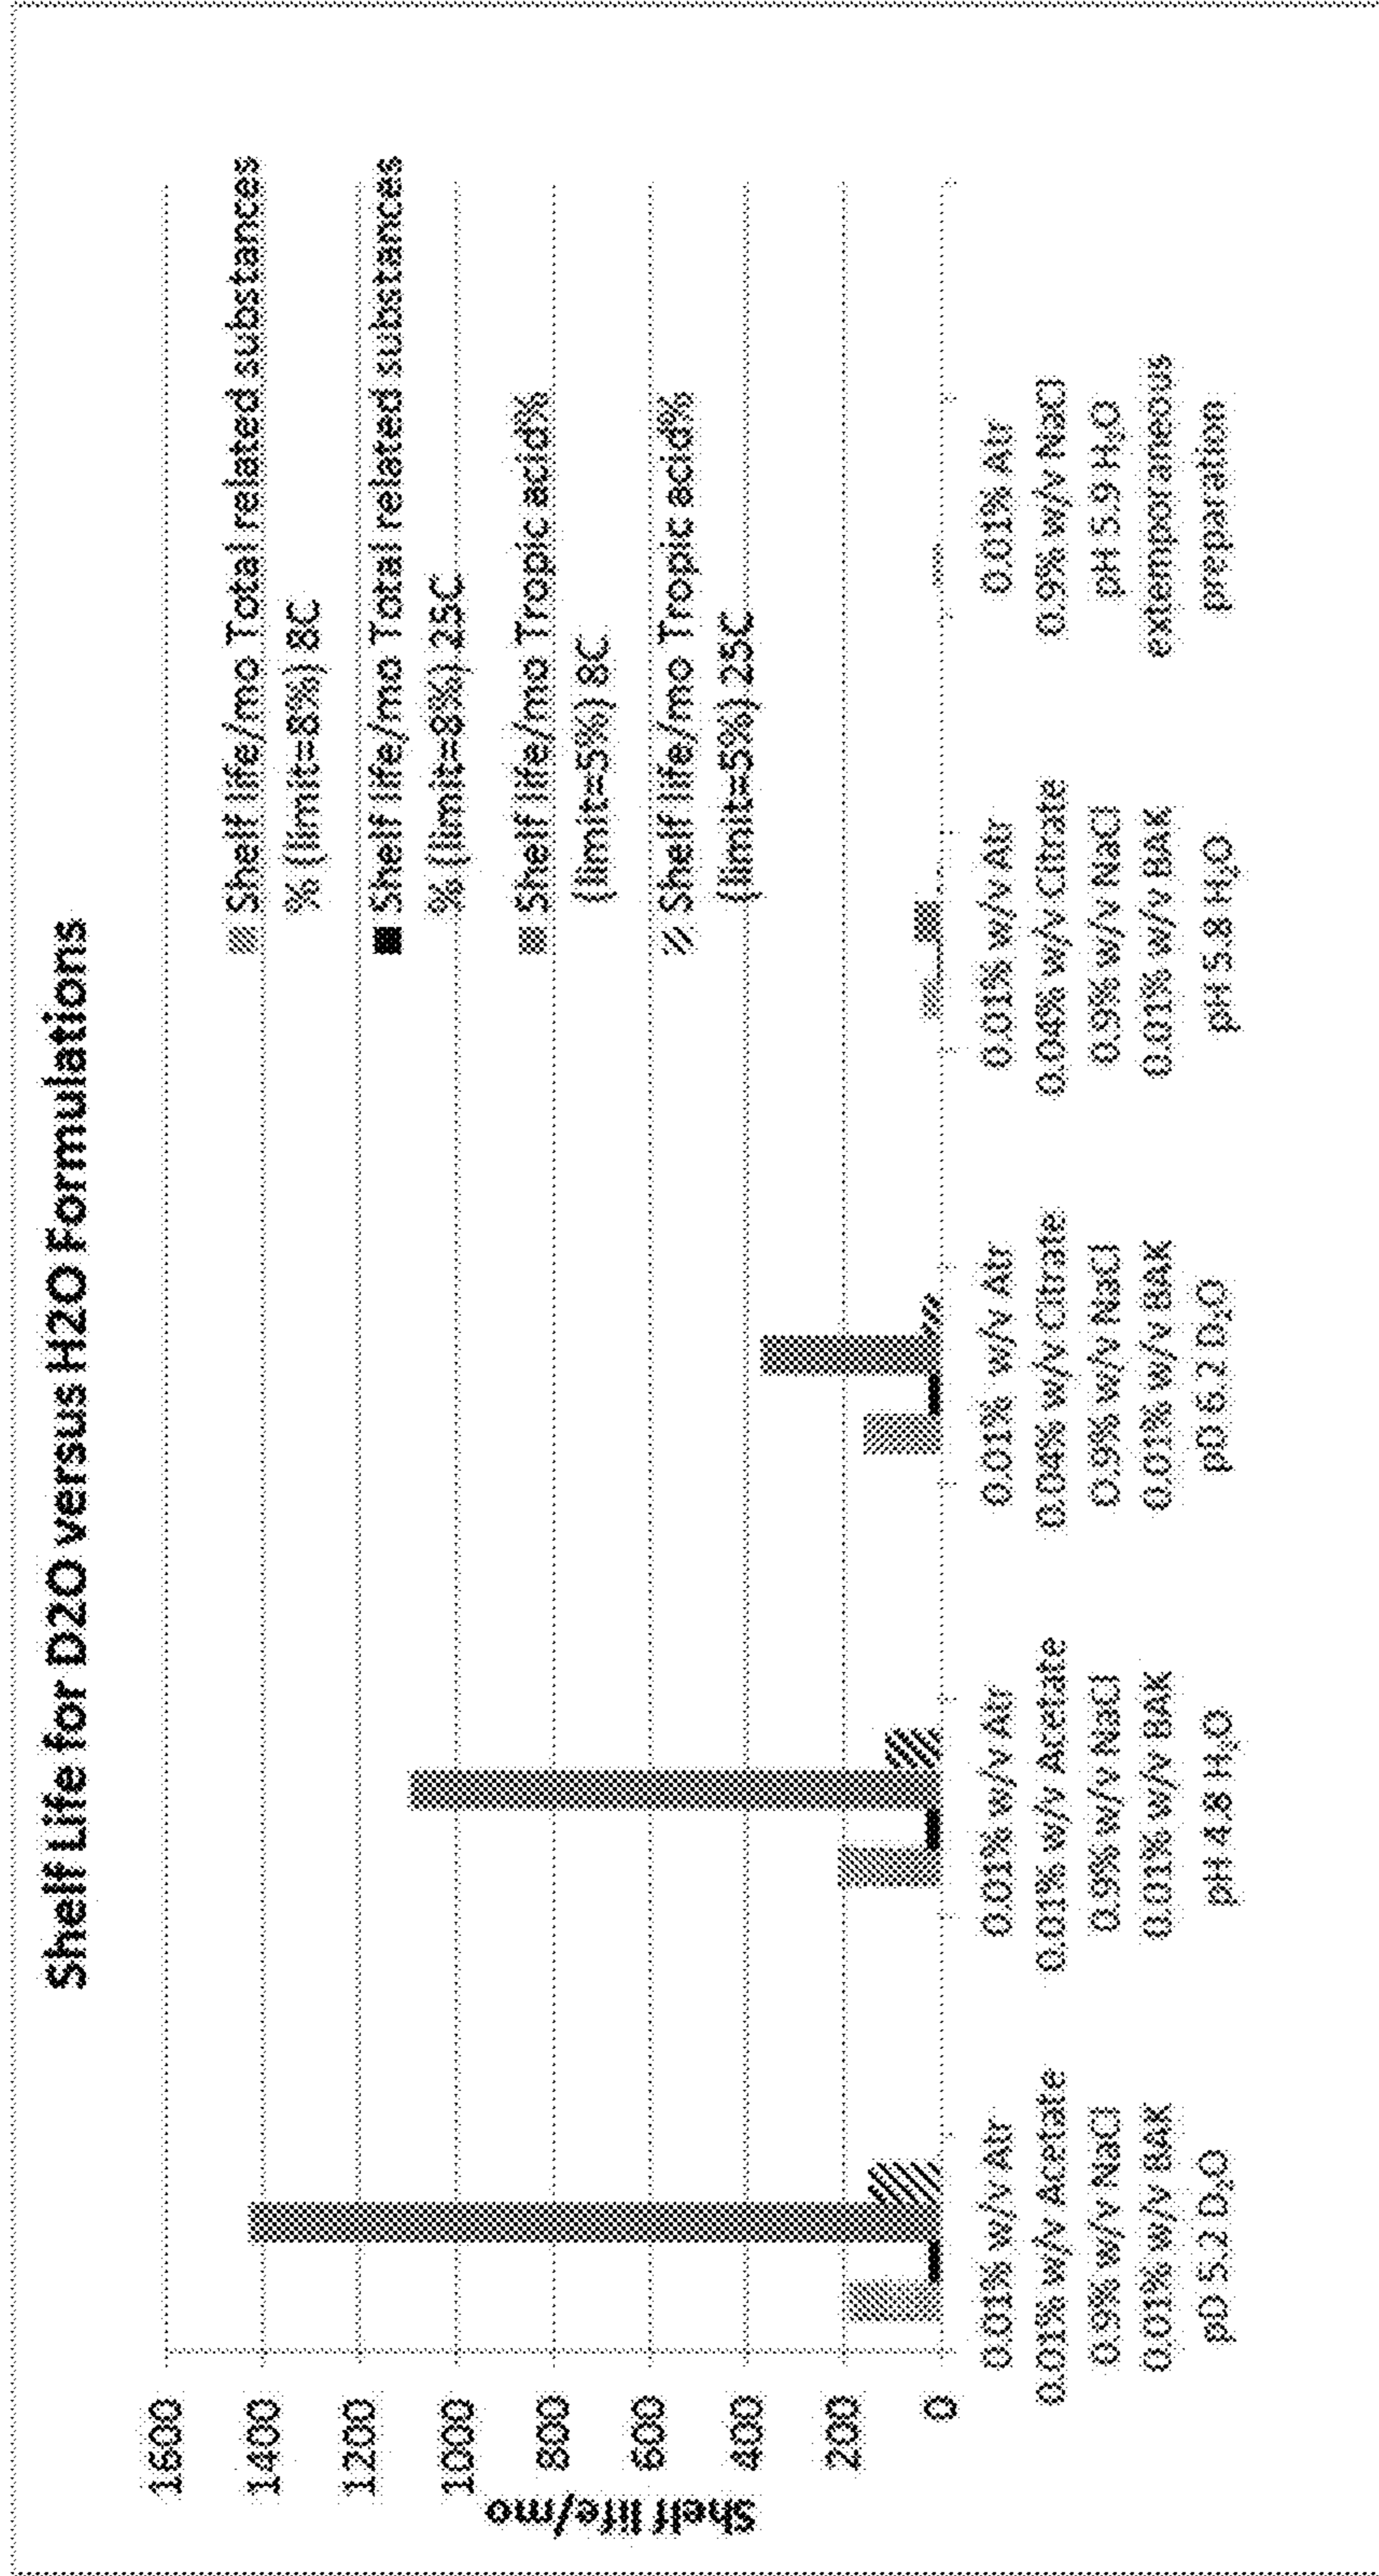 Shelf Life for D2O versus H2O Formulations
Shelf life/mo
1600
1400
1200
1000
800
600
400
200
0
Shelf life/mo Total related substances
% (limit=8%) 8C
Shelf life/mo Total related substances
% (limit=8%) 25C
Shelf life/mo Tropic acid%
(limit=5%) 8C
Shelf life/mo Tropic acid%
(limit=5%) 25C
0.01% w/v Atr
0.01% w/v Acetate
0.9% w/v NaCl
0.01% w/v BAK
pD 5.2 D₂O
0.01% w/v Atr
0.01% w/v Acetate
0.9% w/v NaCl
0.01% w/v BAK
pH 4.8 H₂O
0.01% w/v Atr
0.04% w/v Citrate
0.9% w/v NaCl
0.01% w/v BAK
pD 6.2 D₂O
0.01% w/v Atr
0.04% w/v Citrate
0.9% w/v NaCl
0.01% w/v BAK
pH 5.8 H₂O
0.01% Atr
0.9% w/v NaCl
pH 5.9 H₂O
extemporaneous
preparation